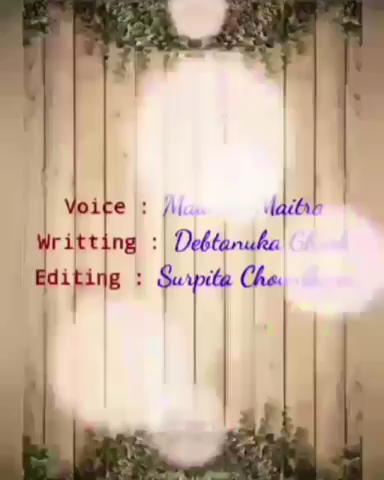 Voice : Maitra
Writting : Debtanuka
Editing : Surpita